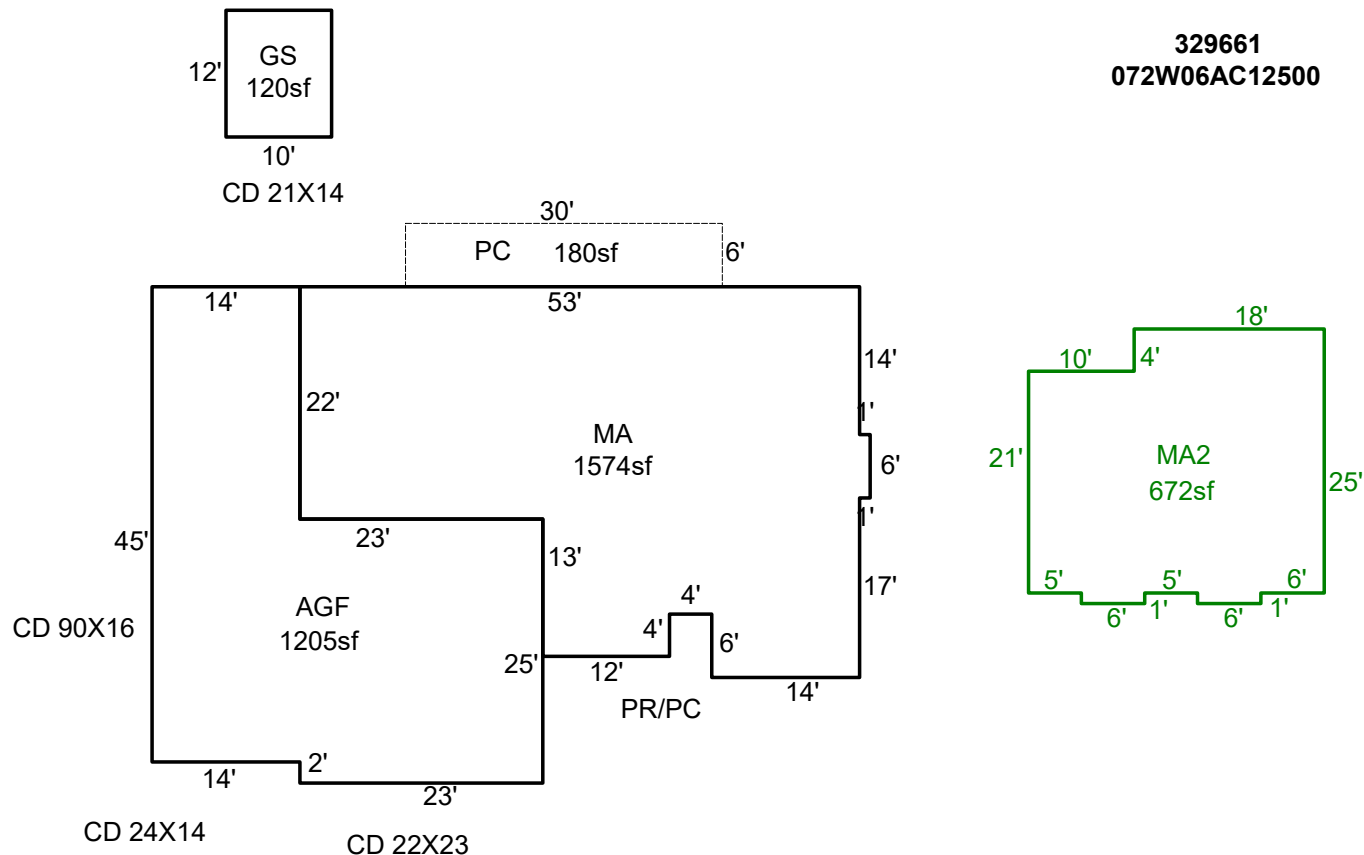 329661
072W06AC12500
GS
120sf
12'
10'
CD 21X14
30'
PC 180sf
6'
14'
53'
14'
22'
1'
MA
1574sf
6'
1'
23'
13'
17'
45'
AGF
1205sf
4'
4'
6'
25'
12'
14'
PR/PC
CD 90X16
14'
2'
23'
CD 24X14
CD 22X23
18'
10'
4'
21'
MA2
672sf
25'
5'
5'
6'
6'
1'
6'
1'